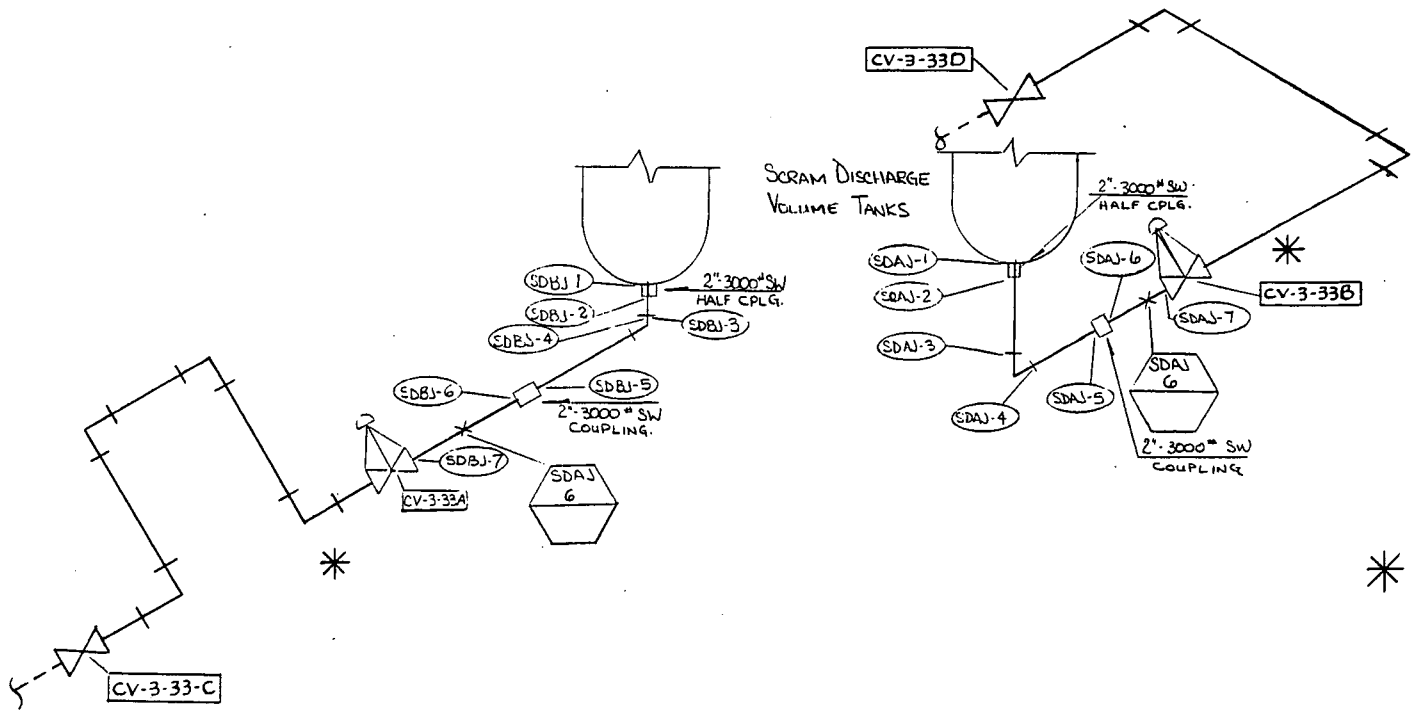 CV-3-33D
SCRAM DISCHARGE
VOLUME TANKS
2"-3000# SW
HALF CPLG.
SDBJ 1
2"-3000# SW
HALF CPLG.
SDBJ-2
SDBJ-3
SDBJ-4
SDBJ-6
SDBJ-5
2"-3000# SW
COUPLING.
SDBJ-7
CV-3-33A
SDAJ
6
CV-3-33-C
SDAJ-1
SDAJ-6
SDAJ-2
CV-3-33B
SDAJ-7
SDAJ-3
SDAJ
6
SDAJ-5
SDAJ-4
2"-3000# SW
COUPLING